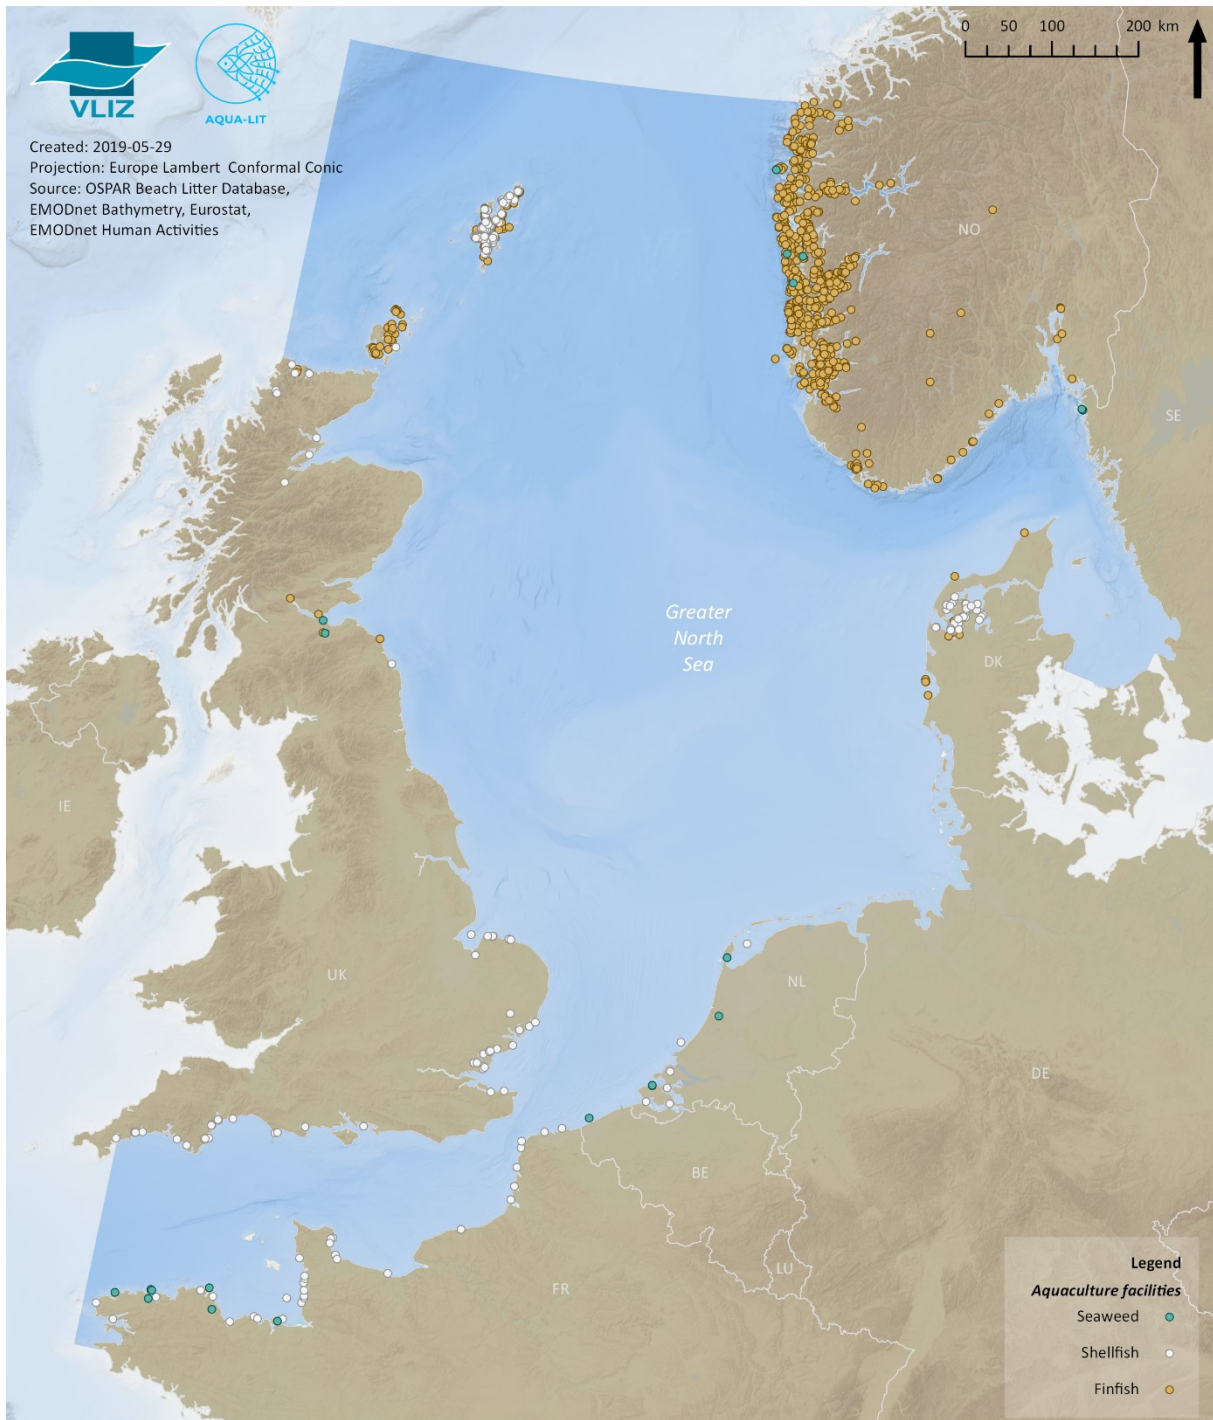 VLIZ
AQUA-LIT
0 50 100 200 km
Created: 2019-05-29
Projection: Europe Lambert Conformal Conic
Source: OSPAR Beach Litter Database,
EMODnet Bathymetry, Eurostat,
EMODnet Human Activities
NO
SE
Greater
North
Sea
DK
IE
UK
NL
DE
BE
LU
FR
Legend
Aquaculture facilities
Seaweed
Shellfish
Finfish